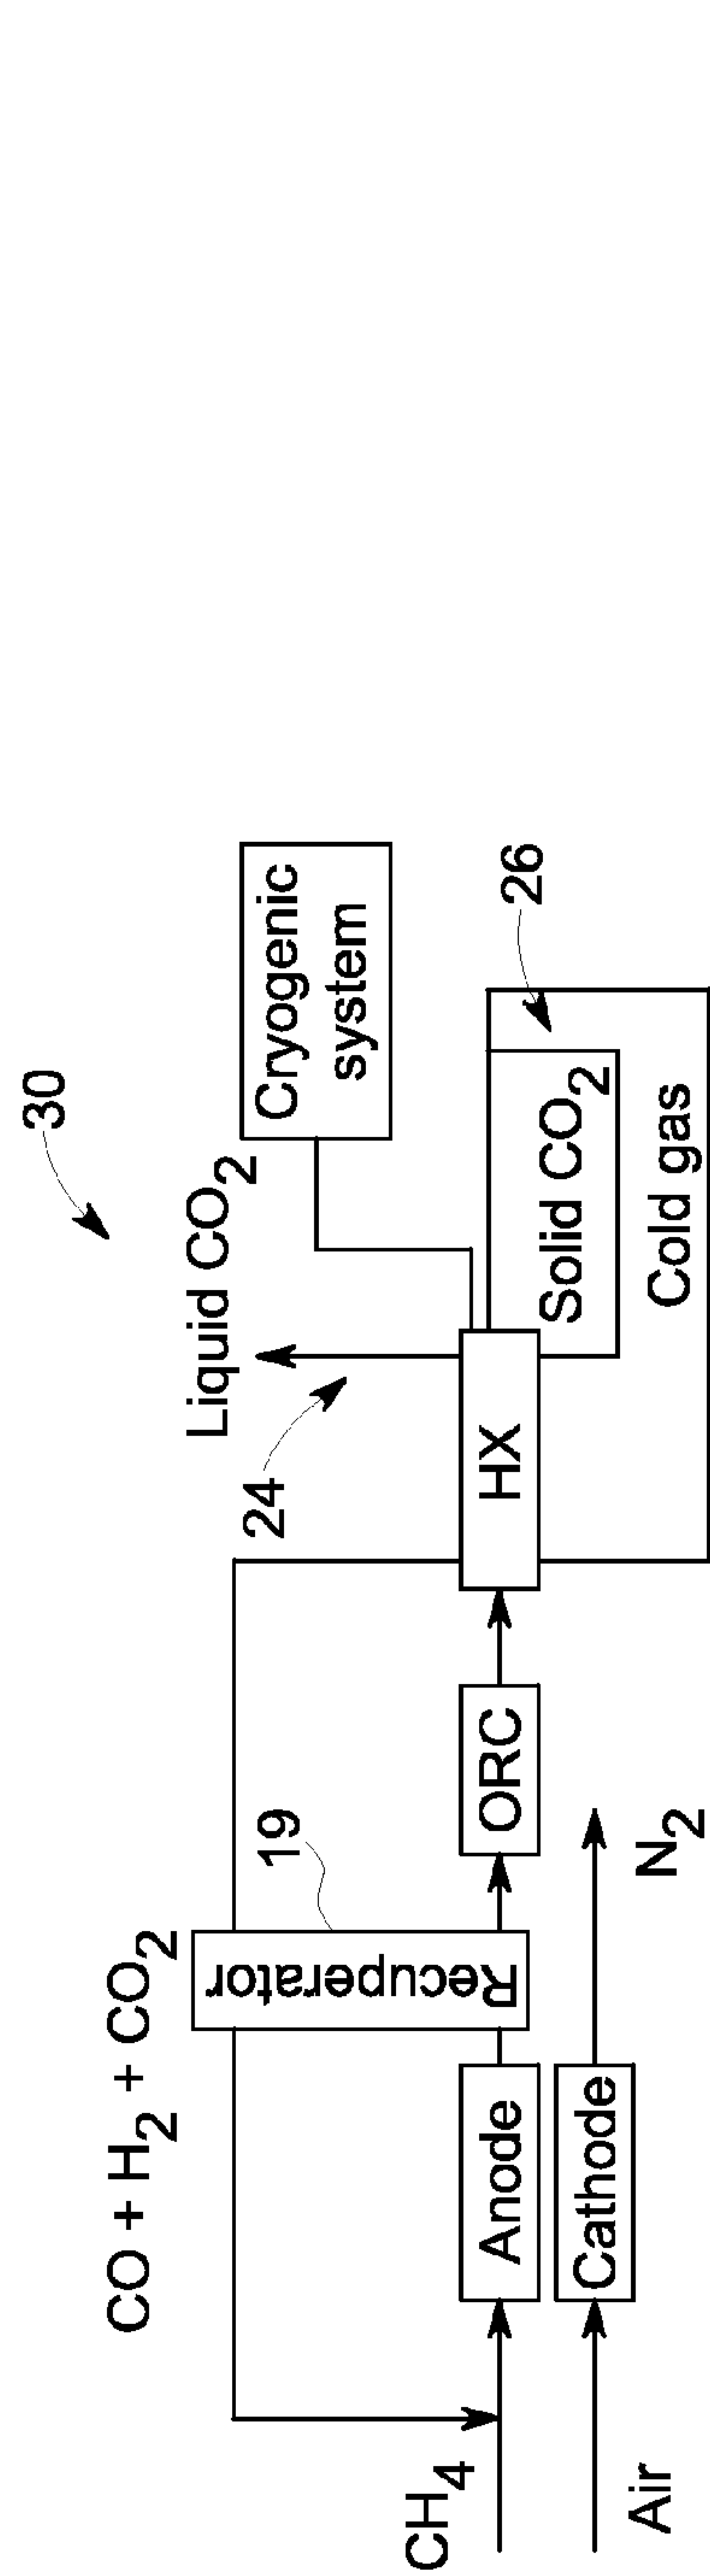 30
CO + H2 + CO2
19
Recuperator
24
Liquid CO2
Cryogenic
system
26
CH4
Anode
ORC
HX
Solid CO2
Cold gas
Air
Cathode
N2